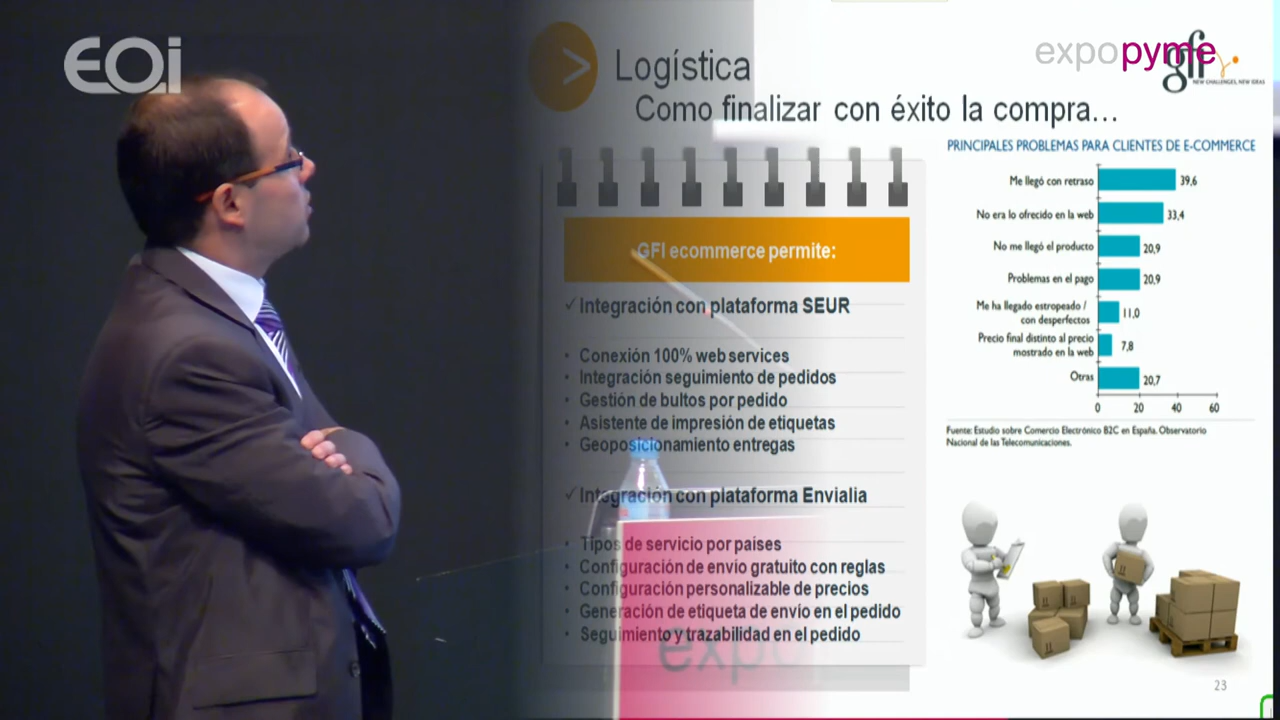 EOi
expopyme
gfi
NEW CHALLENGES, NEW IDEAS
Logística
Como finalizar con éxito la compra...
PRINCIPALES PROBLEMAS PARA CLIENTES DE E-COMMERCE
Me llegó con retraso 39,6
No era lo ofrecido en la web 33,4
No me llegó el producto 20,9
Problemas en el pago 20,9
Me ha llegado estropeado /
con desperfectos 11,0
Precio final distinto al precio
mostrado en la web 7,8
Otras 20,7
0 20 40 60
Fuente: Estudio sobre Comercio Electrónico B2C en España. Observatorio
Nacional de las Telecomunicaciones.
GFI ecommerce permite:
✓ Integración con plataforma SEUR
• Conexión 100% web services
• Integración seguimiento de pedidos
• Gestión de bultos por pedido
• Asistente de impresión de etiquetas
• Geoposicionamiento entregas
✓ Integración con plataforma Envialia
• Tipos de servicio por paises
• Configuración de envío gratuito con reglas
• Configuración personalizable de precios
• Generación de etiqueta de envío en el pedido
• Seguimiento y trazabilidad en el pedido
expo
23